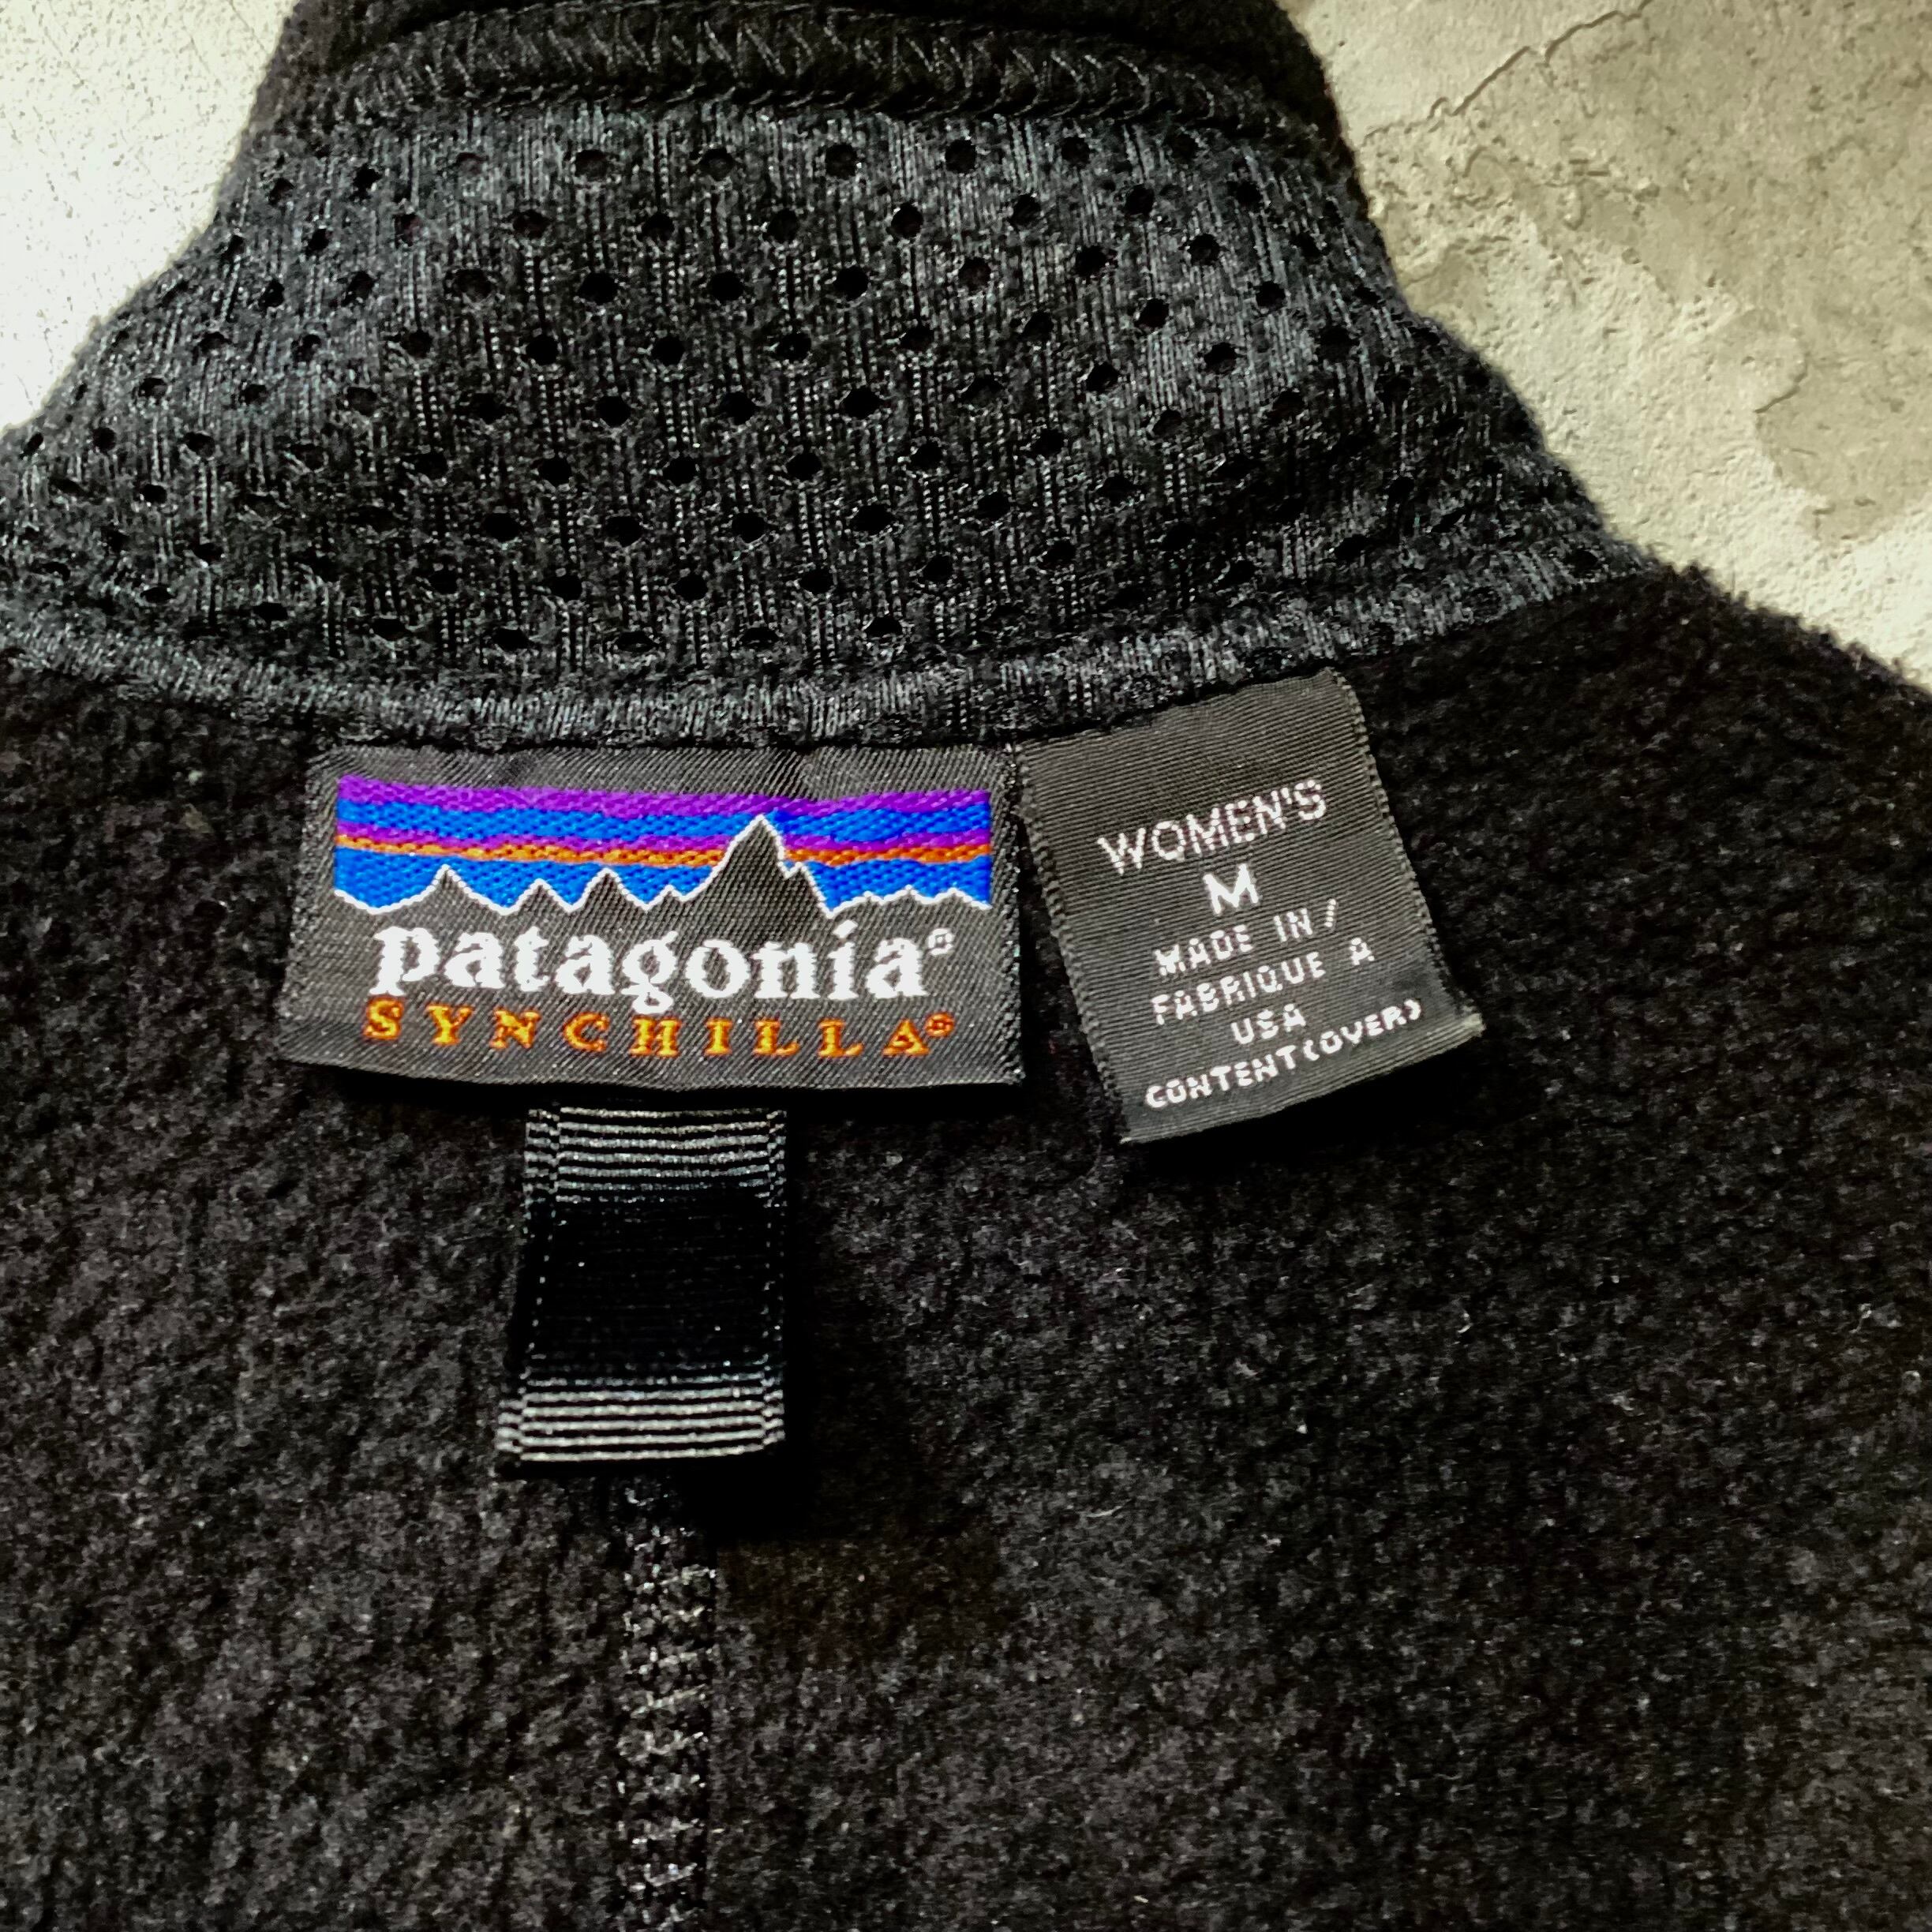 patagonia®
SYNCHILLA®
WOMEN'S
M
MADE IN /
FABRIQUE A
USA
CONTENT(OVER)